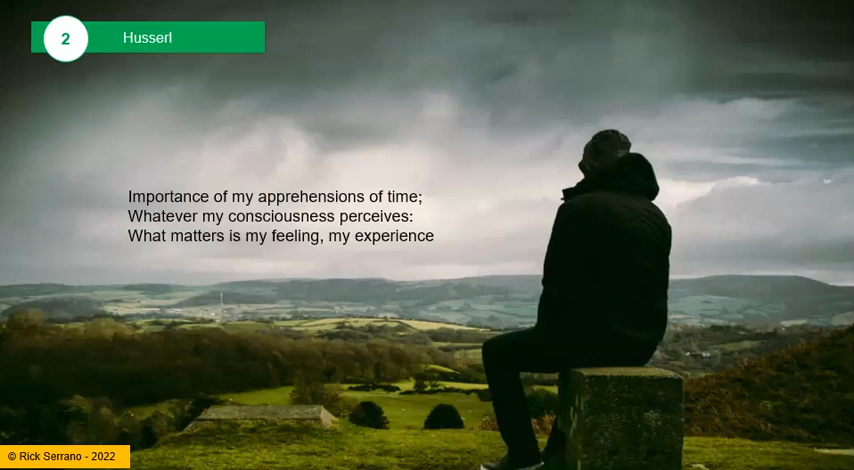 2
Husserl
Importance of my apprehensions of time;
Whatever my consciousness perceives:
What matters is my feeling, my experience
© Rick Serrano - 2022